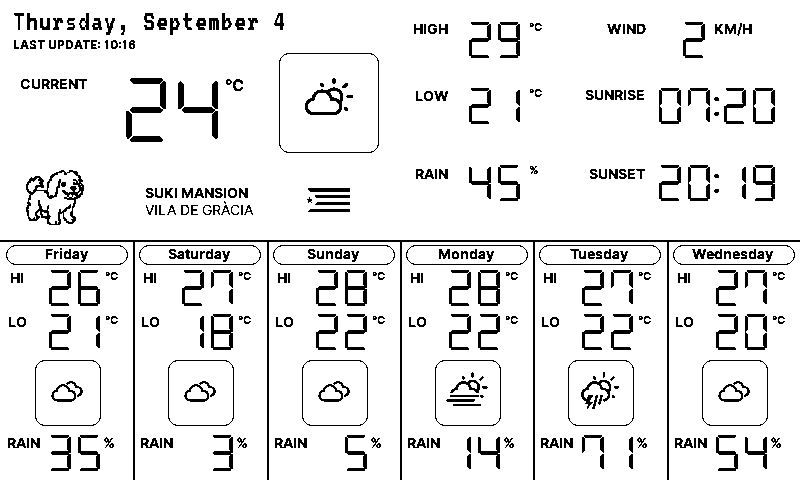 Thursday, September 4
LAST UPDATE: 10:16
CURRENT 24 °C
HIGH 29 °C
WIND 2 KM/H
LOW 21 °C
SUNRISE 07:20
RAIN 45 %
SUNSET 20:19
SUKI MANSION
VILA DE GRÀCIA
Friday
HI 26 °C
LO 21 °C
RAIN 35 %
Saturday
HI 27 °C
LO 18 °C
RAIN 3 %
Sunday
HI 28 °C
LO 22 °C
RAIN 5 %
Monday
HI 28 °C
LO 22 °C
RAIN 14 %
Tuesday
HI 27 °C
LO 22 °C
RAIN 71 %
Wednesday
HI 27 °C
LO 20 °C
RAIN 54 %